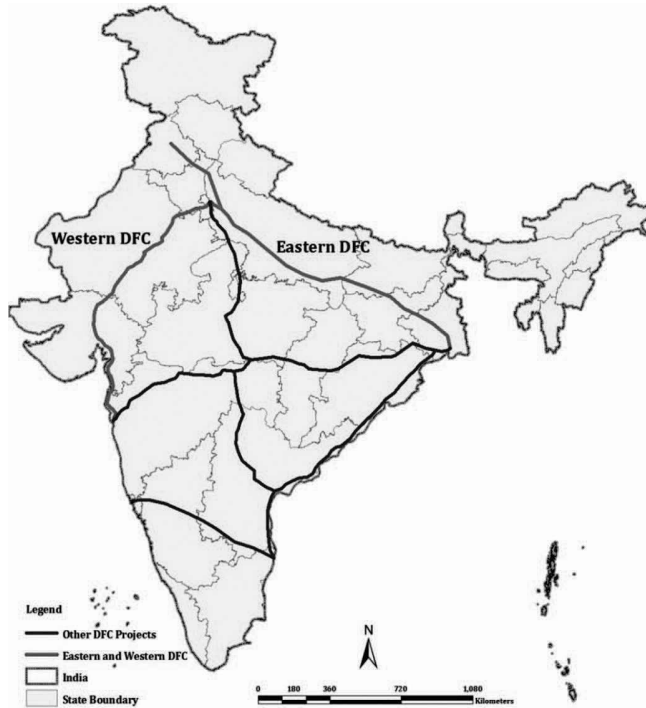 Western DFC
Eastern DFC
Legend
Other DFC Projects
Eastern and Western DFC
India
State Boundary
N
0 180 360 720 1,080
Kilometers